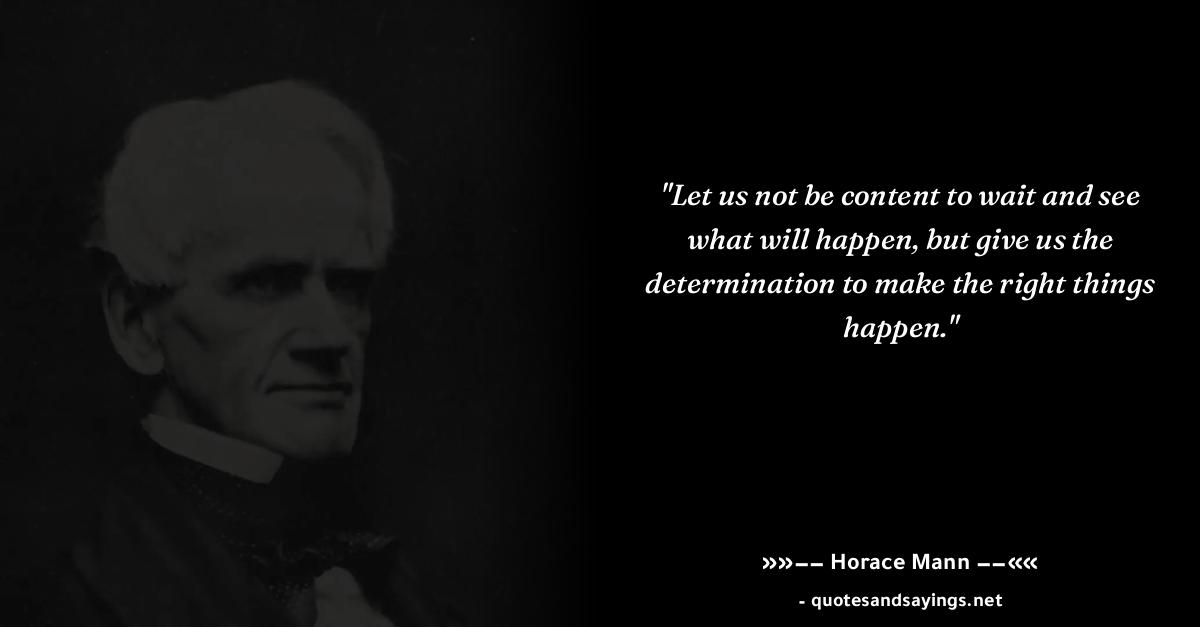 "Let us not be content to wait and see
what will happen, but give us the
determination to make the right things
happen."
»»–– Horace Mann ––««
- quotesandsayings.net